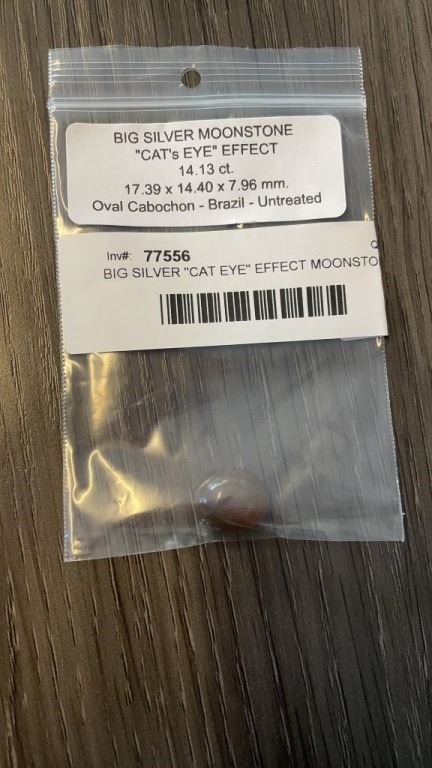 BIG SILVER MOONSTONE
"CAT's EYE" EFFECT
14.13 ct.
17.39 x 14.40 x 7.96 mm.
Oval Cabochon - Brazil - Untreated
Inv#: 77556
BIG SILVER "CAT EYE" EFFECT MOONSTO